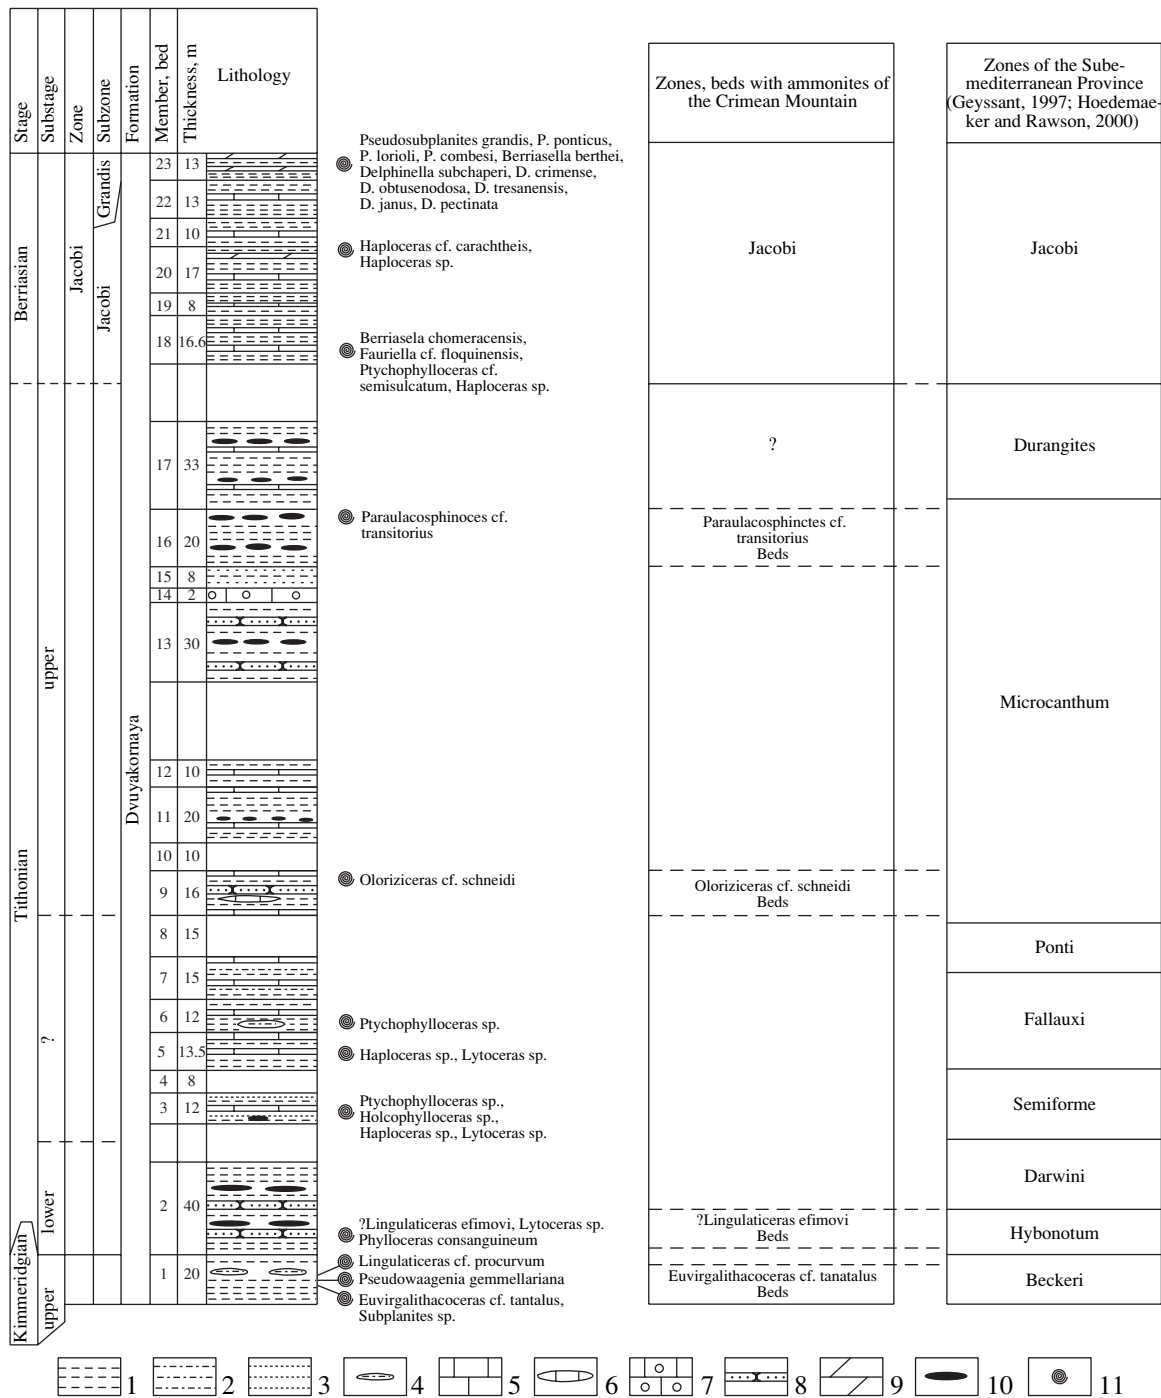 Stage
Substage
Zone
Subzone
Formation
Member, bed
Thickness, m
Lithology
Zones, beds with ammonites of
the Crimean Mountain
Zones of the Sube-
mediterranean Province
(Geyssant, 1997; Hoedemae-
ker and Rawson, 2000)
Berriasian
Tithonian
Kimmeridgian
upper
?
lower
upper
Jacobi
Grandis
Jacobi
Dvuyakornaya
23 13
22 13
21 10
20 17
19 8
18 16.6
17 33
16 20
15 8
14 2
13 30
12 10
11 20
10 10
9 16
8 15
7 15
6 12
5 13.5
4 8
3 12
2 40
1 20
Pseudosubplanites grandis, P. ponticus,
P. lorioli, P. combesi, Berriasella berthei,
Delphinella subchaperi, D. crimense,
D. obtusenodosa, D. tresanensis,
D. janus, D. pectinata
Haploceras cf. carachtheis,
Haploceras sp.
Berriasela chomeracensis,
Fauriella cf. floquinensis,
Ptychophylloceras cf.
semisulcatum, Haploceras sp.
Paraulacosphinoces cf.
transitorius
Oloriziceras cf. schneidi
Ptychophylloceras sp.
Haploceras sp., Lytoceras sp.
Ptychophylloceras sp.,
Holcophylloceras sp.,
Haploceras sp., Lytoceras sp.
?Lingulaticeras efimovi, Lytoceras sp.
Phylloceras consanguineum
Lingulaticeras cf. procurvum
Pseudowaagenia gemmellariana
Euvirgalithacoceras cf. tantalus,
Subplanites sp.
Jacobi
?
Paraulacosphinctes cf.
transitorius
Beds
Oloriziceras cf. schneidi
Beds
?Lingulaticeras efimovi
Beds
Euvirgalithacoceras cf. tanatalus
Beds
Jacobi
Durangites
Microcanthum
Ponti
Fallauxi
Semiforme
Darwini
Hybonotum
Beckeri
1 2 3 4 5 6 7 8 9 10 11